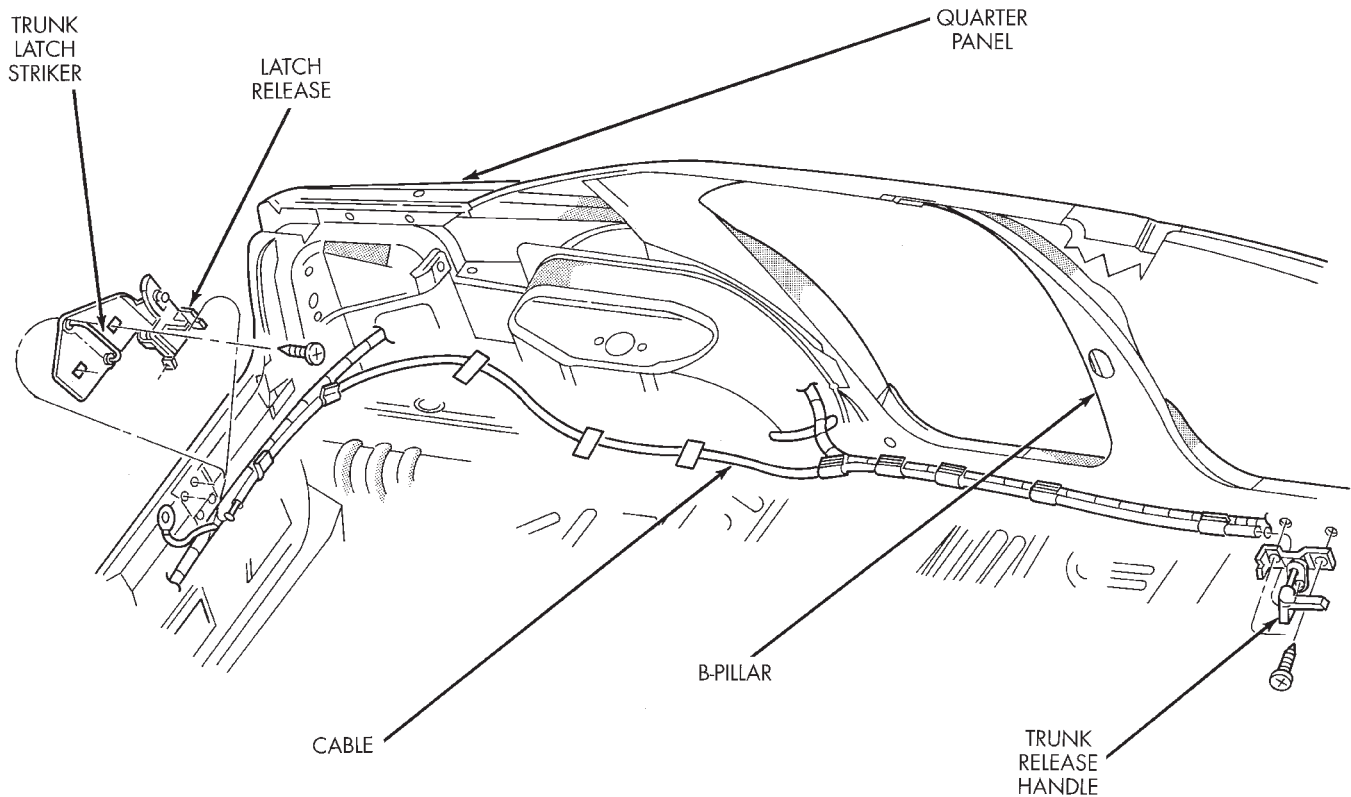 TRUNK
LATCH
STRIKER
LATCH
RELEASE
QUARTER
PANEL
B-PILLAR
CABLE
TRUNK
RELEASE
HANDLE